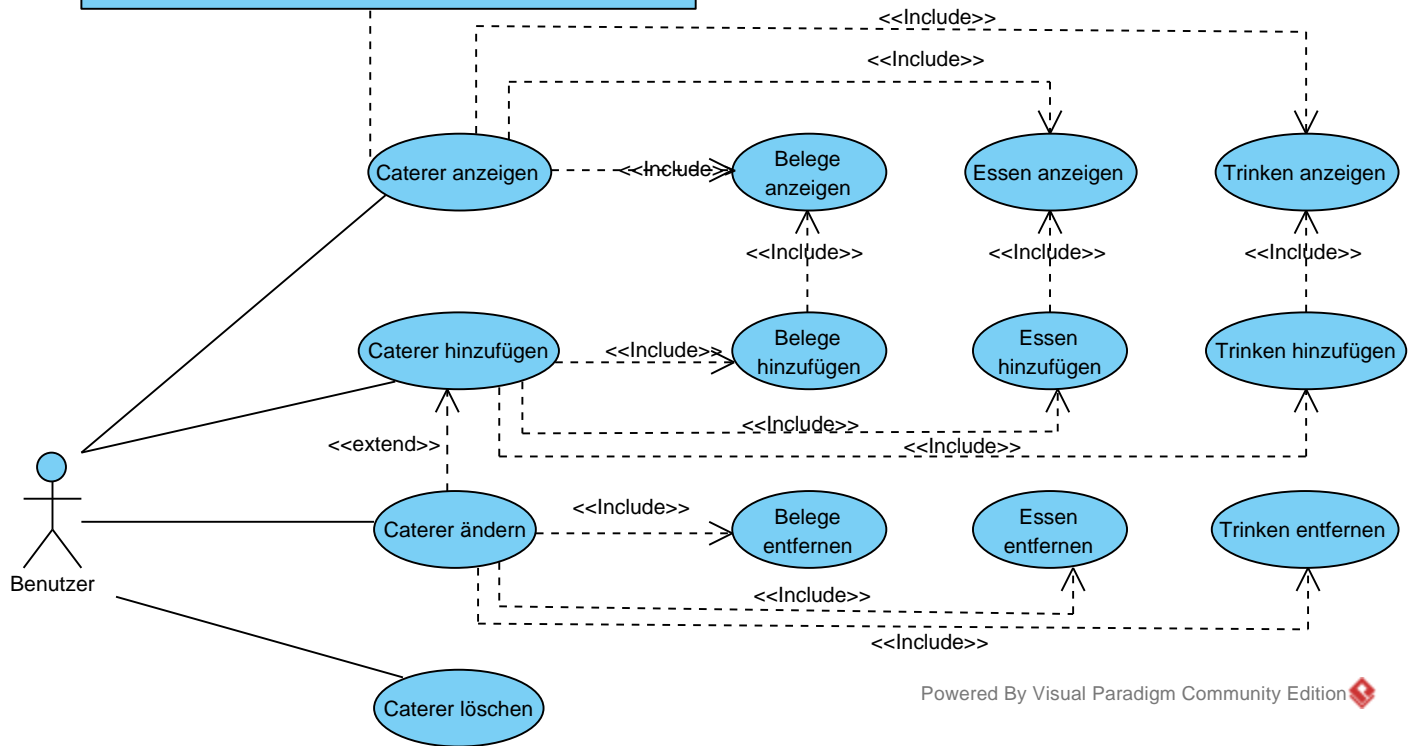 <<Include>>
<<Include>>
Caterer anzeigen
<<Include>>
Belege
anzeigen
Essen anzeigen
Trinken anzeigen
<<Include>>
<<Include>>
<<Include>>
Caterer hinzufügen
<<Include>>
Belege
hinzufügen
Essen
hinzufügen
Trinken hinzufügen
<<Include>>
<<Include>>
<<extend>>
Caterer ändern
<<Include>>
Belege
entfernen
Essen
entfernen
Trinken entfernen
Benutzer
<<Include>>
<<Include>>
Caterer löschen
Powered By Visual Paradigm Community Edition